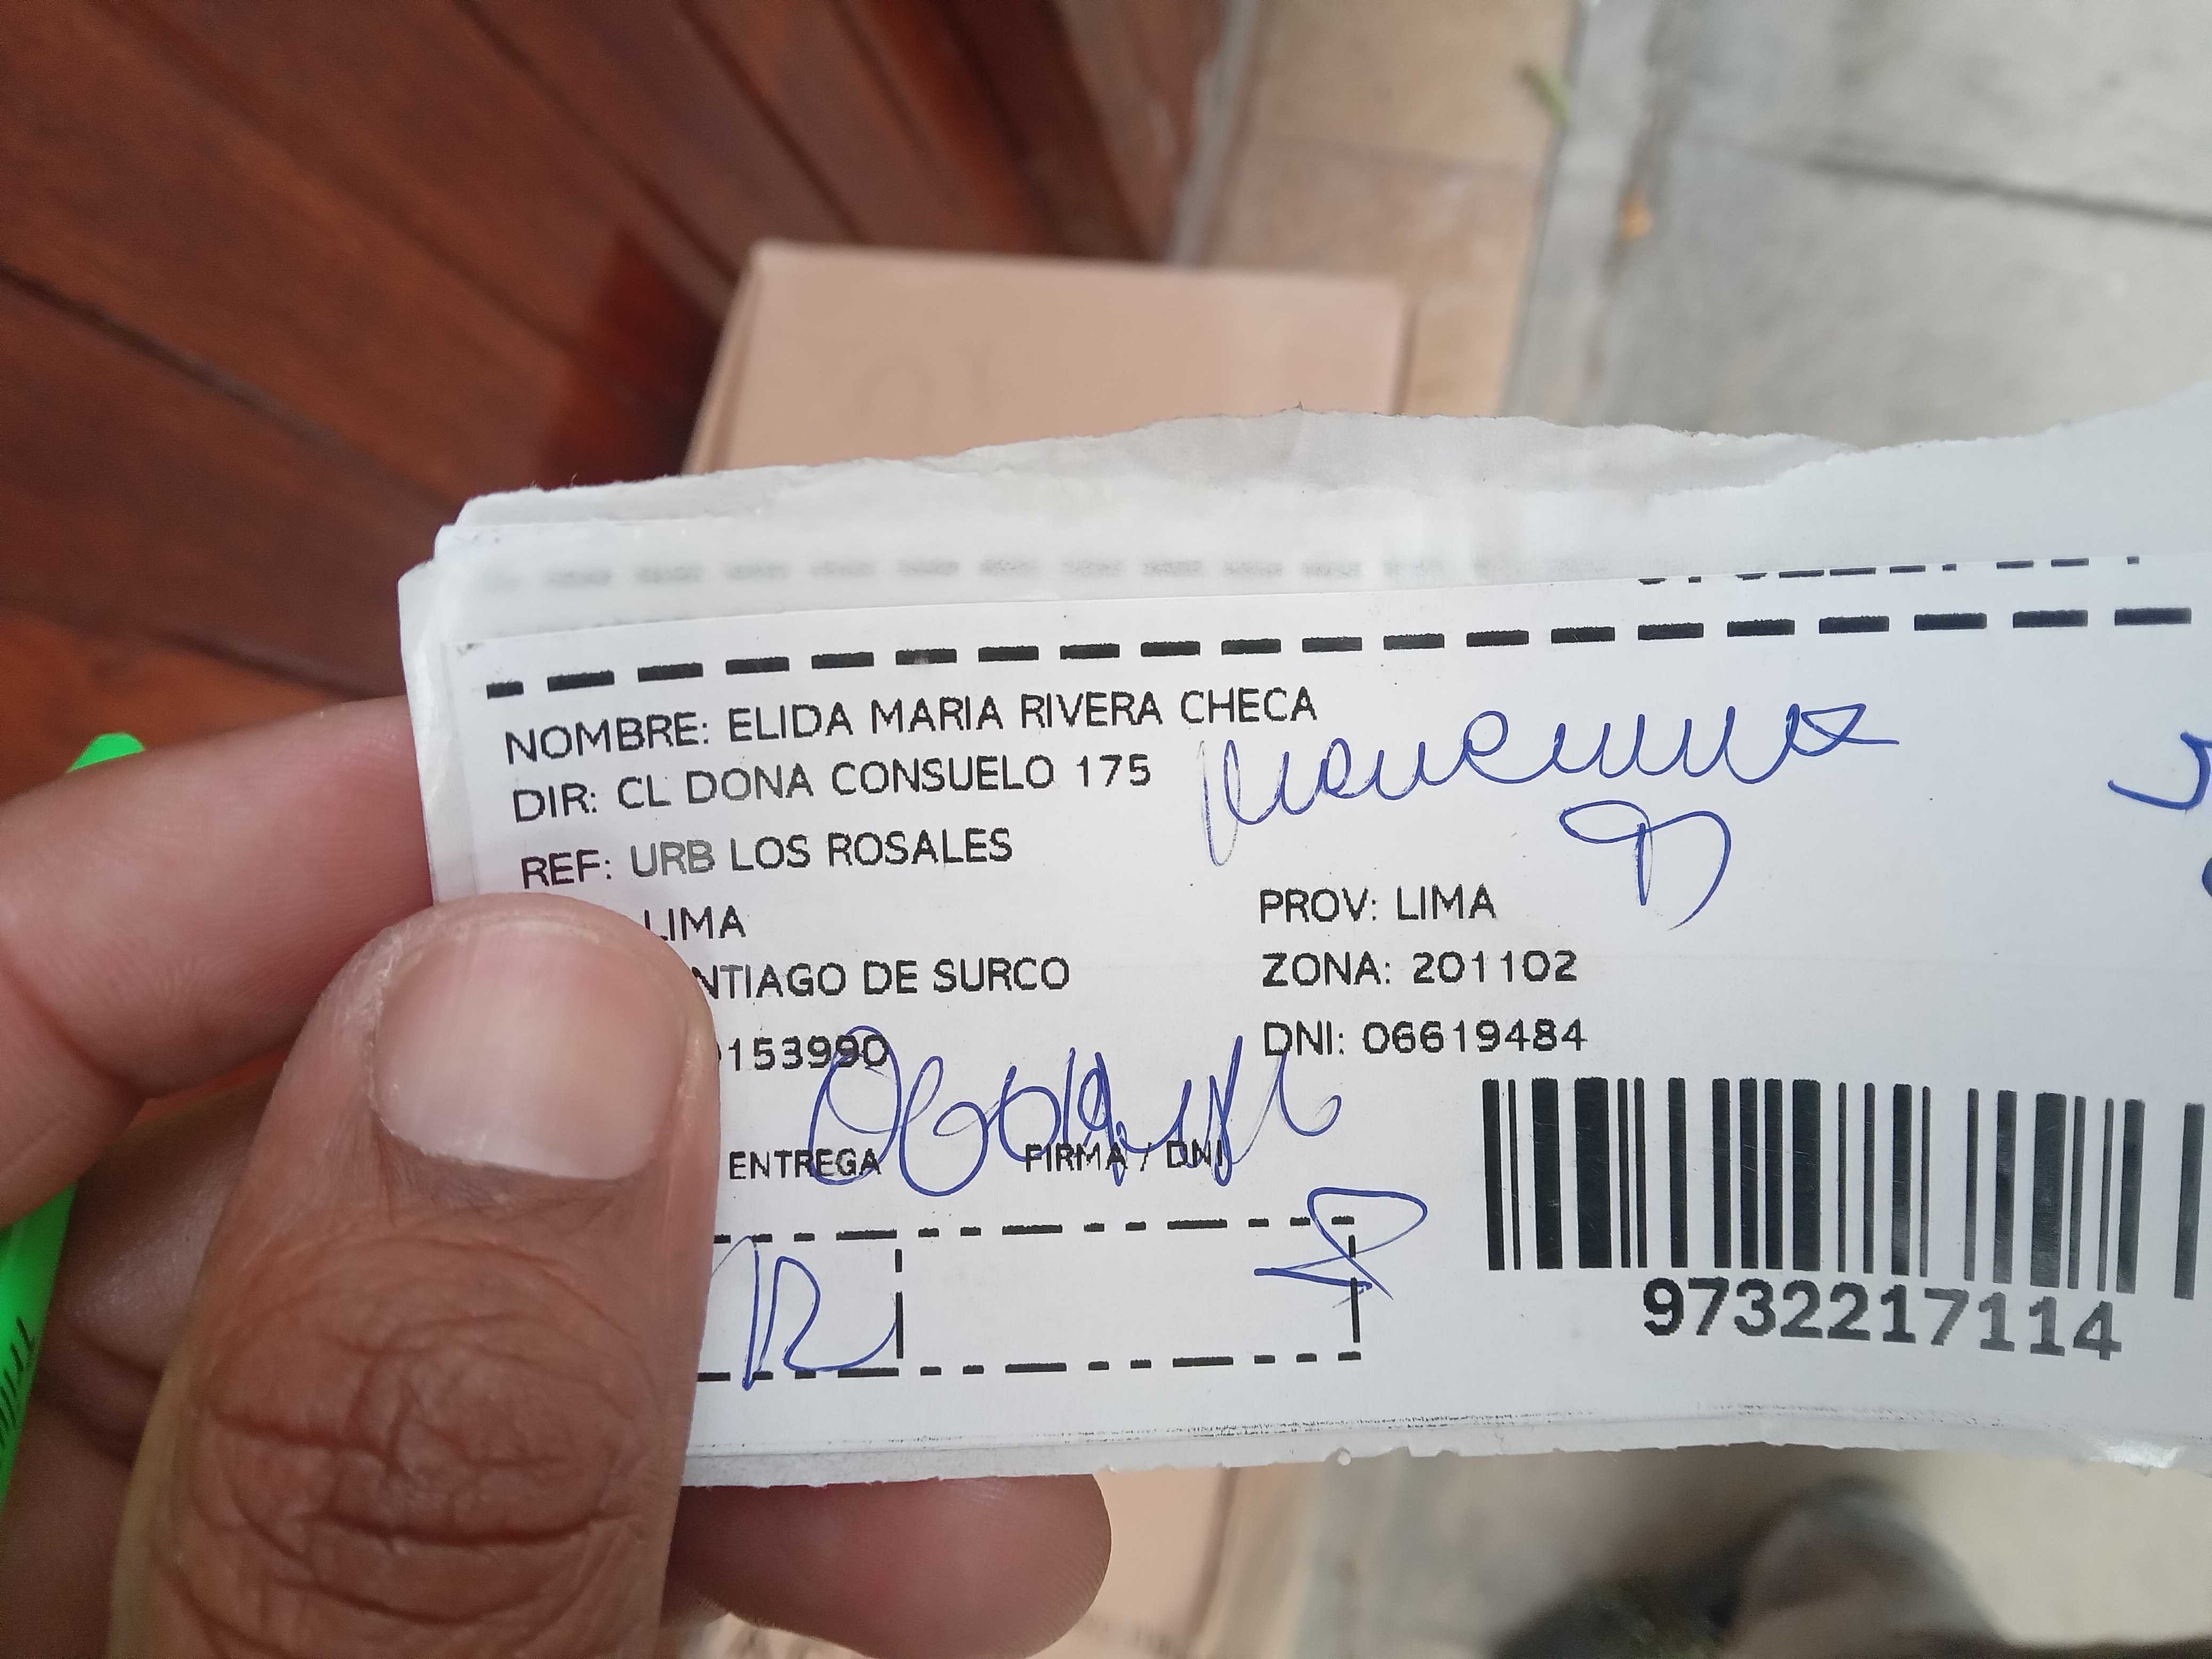 NOMBRE: ELIDA MARIA RIVERA CHECA
DIR: CL DONA CONSUELO 175
REF: URB LOS ROSALES
LIMA
PROV: LIMA
NTIAGO DE SURCO
ZONA: 201102
153990
DNI: 06619484
ENTREGA
FIRMA / DNI
9732217114